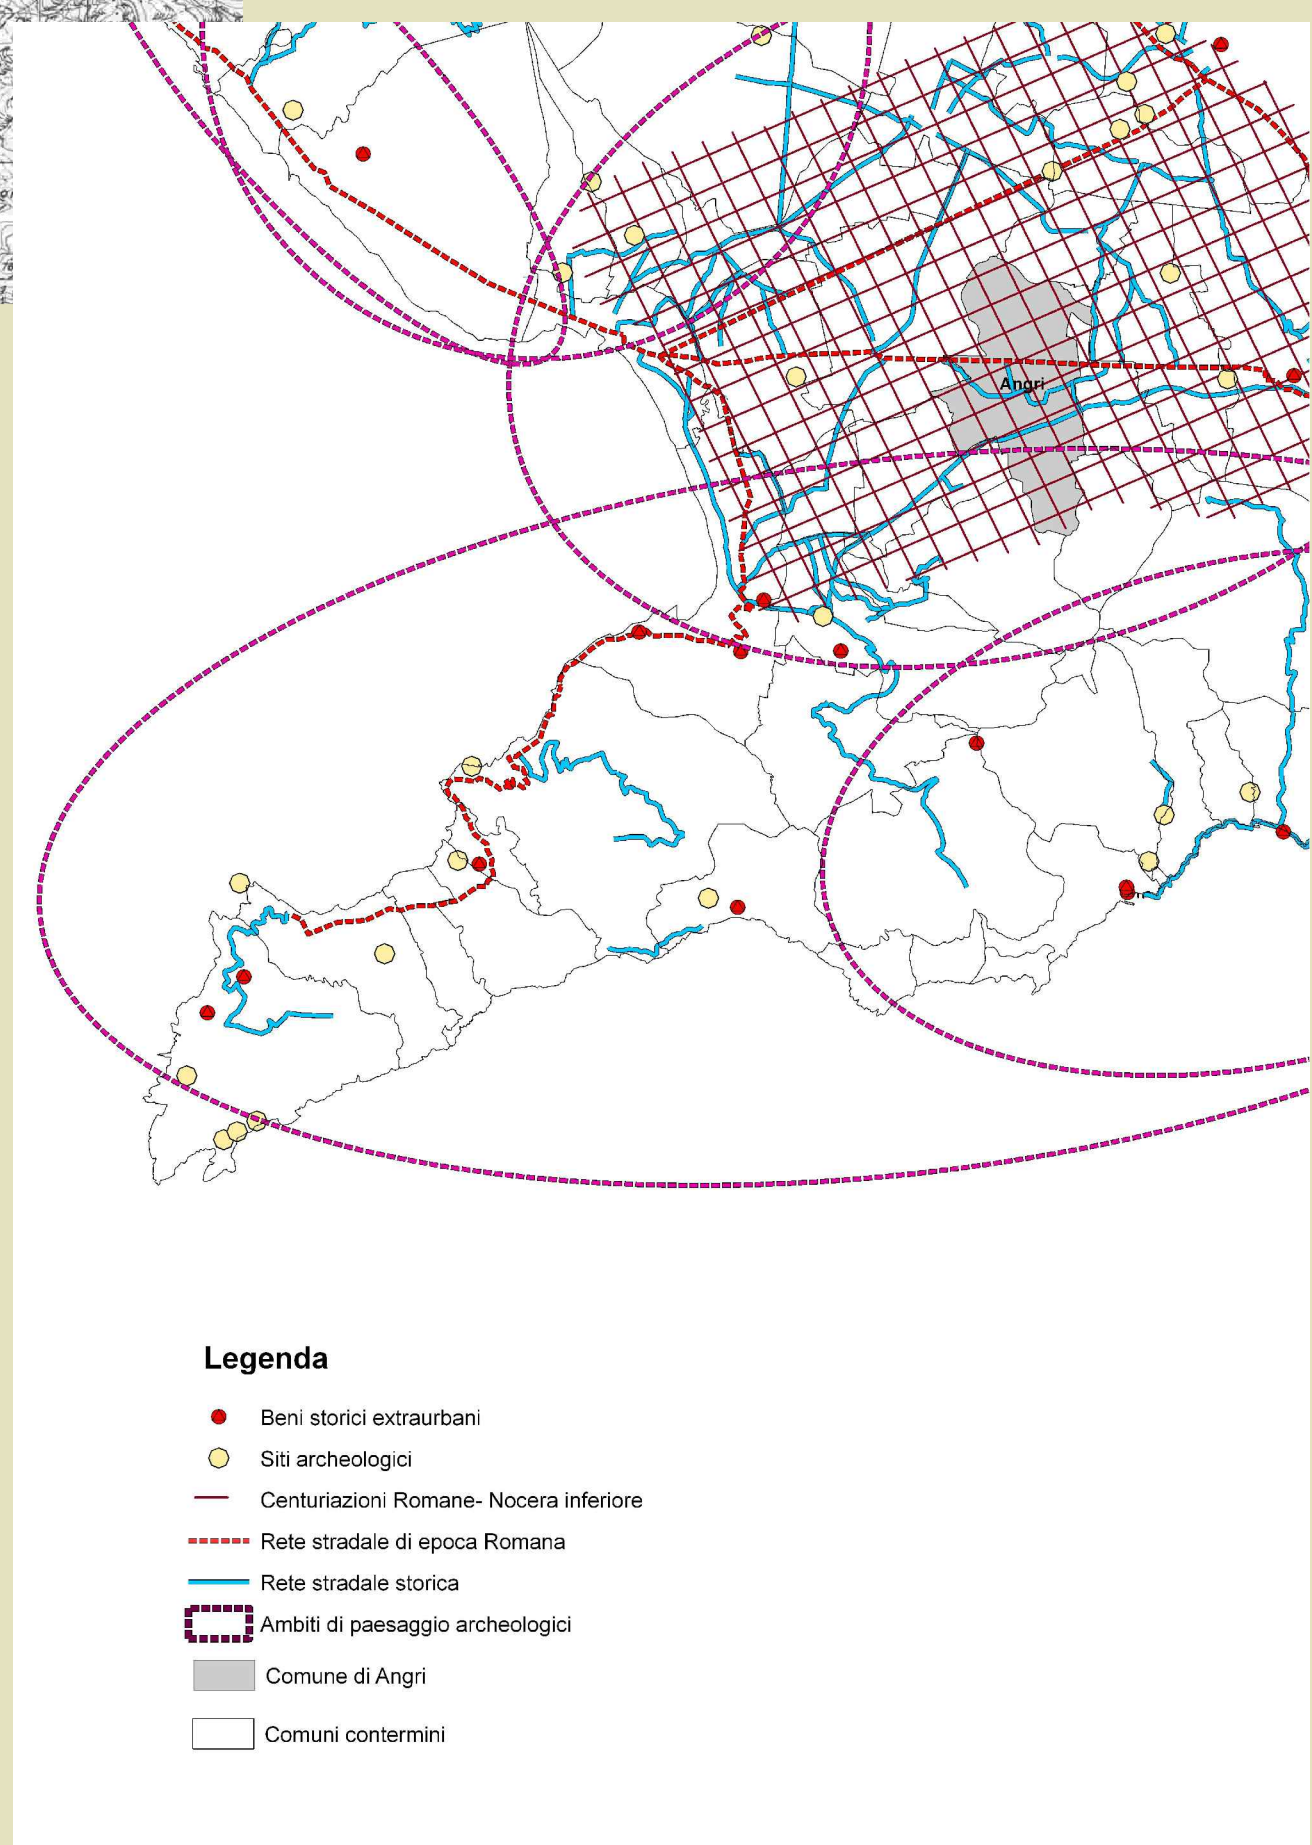 Angri
Legenda
Beni storici extraurbani
Siti archeologici
Centuriazioni Romane- Nocera inferiore
Rete stradale di epoca Romana
Rete stradale storica
Ambiti di paesaggio archeologici
Comune di Angri
Comuni contermini